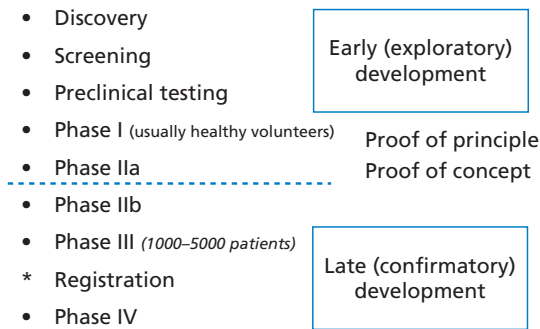 • Discovery
• Screening
• Preclinical testing
• Phase I (usually healthy volunteers)
• Phase IIa
• Phase IIb
• Phase III (1000–5000 patients)
* Registration
• Phase IV
Early (exploratory)
development
Proof of principle
Proof of concept
Late (confirmatory)
development